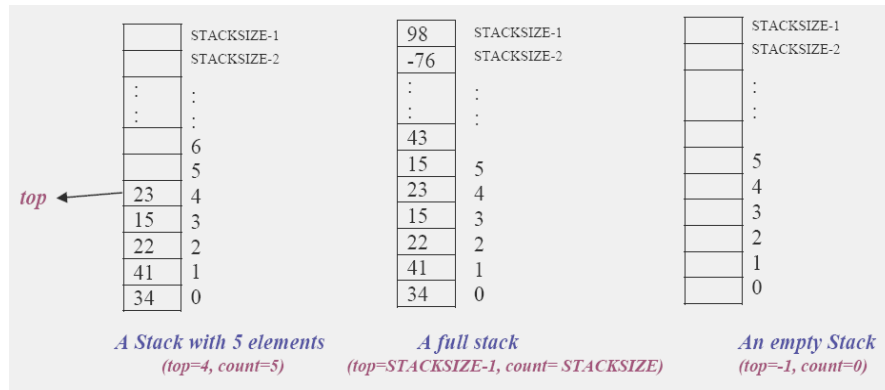 STACKSIZE-1
STACKSIZE-2
:
:
:
:
6
5
top
23 4
15 3
22 2
41 1
34 0
A Stack with 5 elements
(top=4, count=5)
98 STACKSIZE-1
-76 STACKSIZE-2
:
:
:
:
43
15 5
23 4
15 3
22 2
41 1
34 0
A full stack
(top=STACKSIZE-1, count= STACKSIZE)
STACKSIZE-1
STACKSIZE-2
:
:
5
4
3
2
1
0
An empty Stack
(top=-1, count=0)